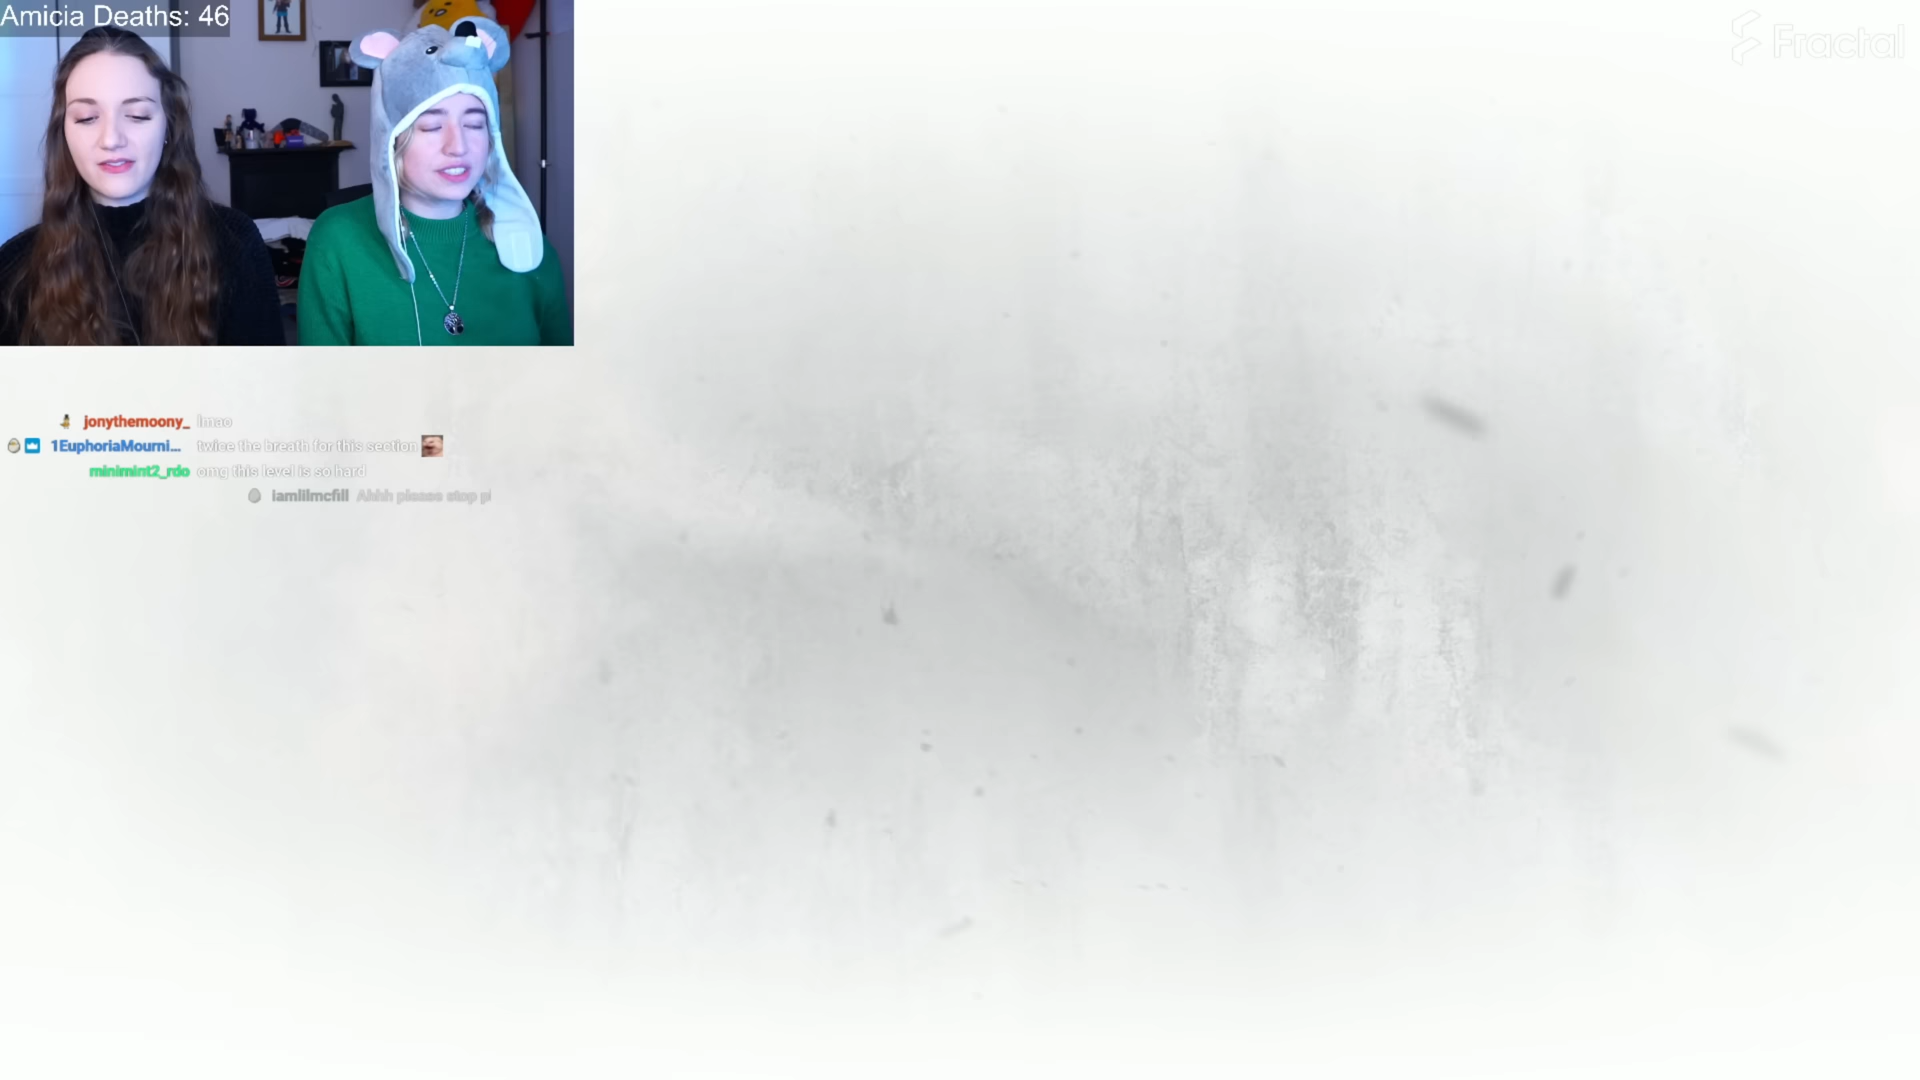 Amicia Deaths: 46
Fractal
jonythemoony_ lmao
1EuphoriaMourni... twice the breath for this section
minimint2_rdo omg this level is so hard
iamlilmcfill Ahhh please stop